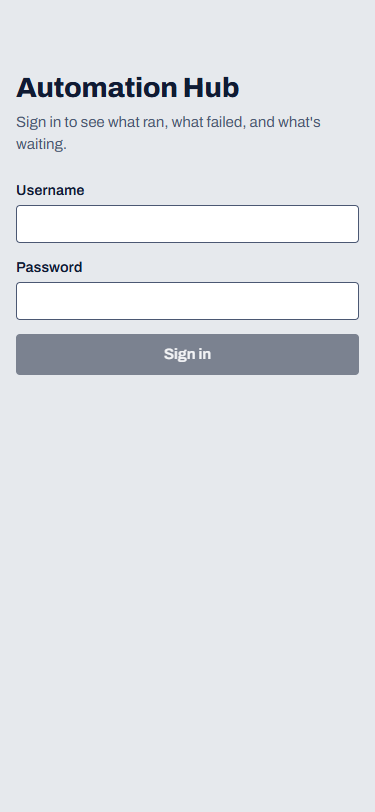 Automation Hub
Sign in to see what ran, what failed, and what's
waiting.
Username
Password
Sign in